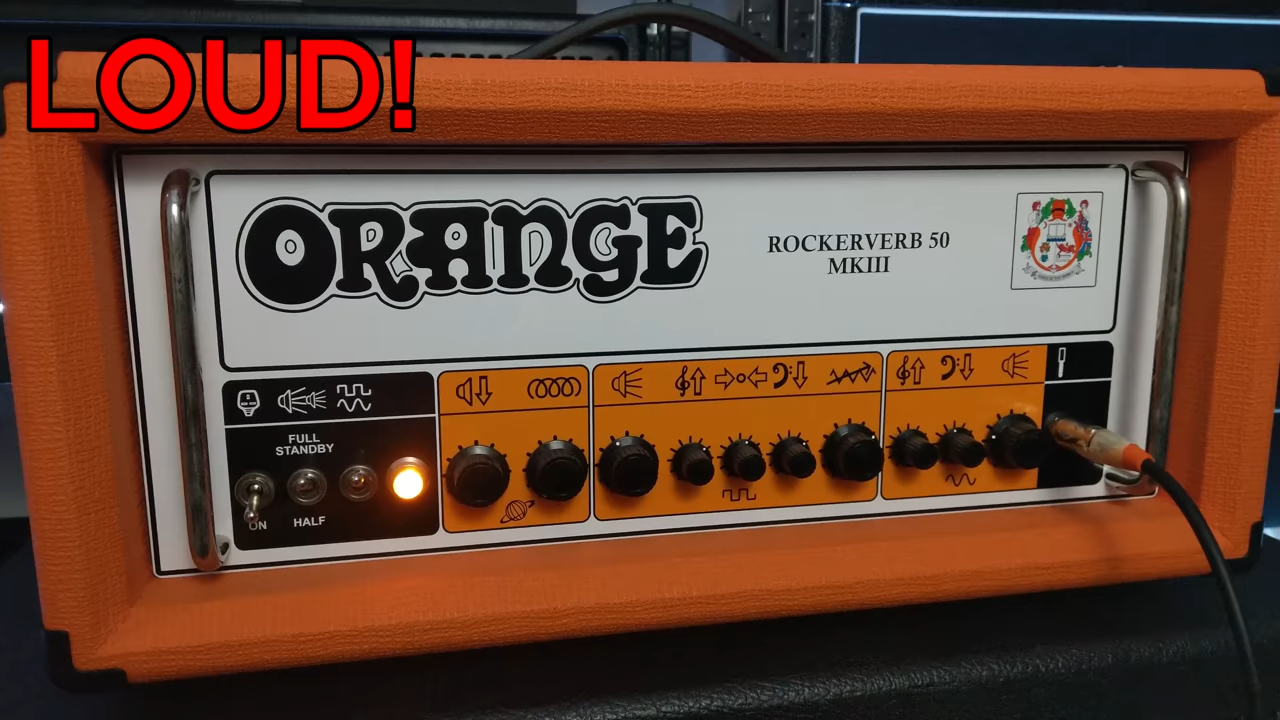 LOUD!
ORANGE
ROCKERVERB 50
MKIII
FULL
STANDBY
ON
HALF